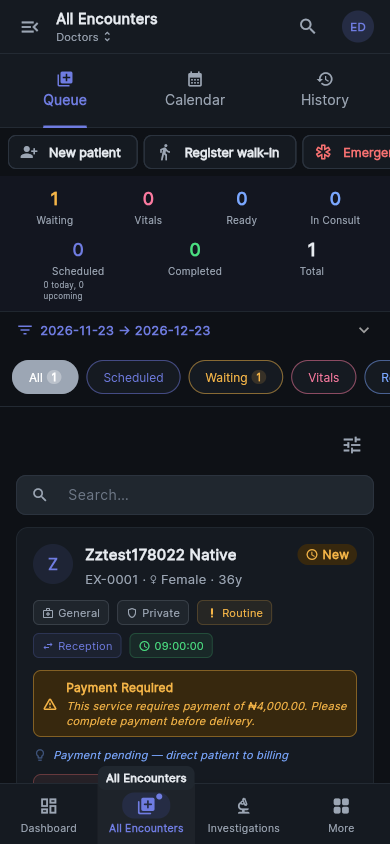 All Encounters
Doctors
ED
Queue
Calendar
History
New patient
Register walk-in
Emerge
1
0
0
0
Waiting
Vitals
Ready
In Consult
0
0
1
Scheduled
Completed
Total
0 today, 0
upcoming
2026-11-23 → 2026-12-23
All 1
Scheduled
Waiting 1
Vitals
R
Search...
Z
Zztest178022 Native
New
EX-0001 · ♀ Female · 36y
General
Private
Routine
Reception
09:00:00
Payment Required
This service requires payment of ₦4,000.00. Please
complete payment before delivery.
Payment pending — direct patient to billing
All Encounters
Dashboard
All Encounters
Investigations
More